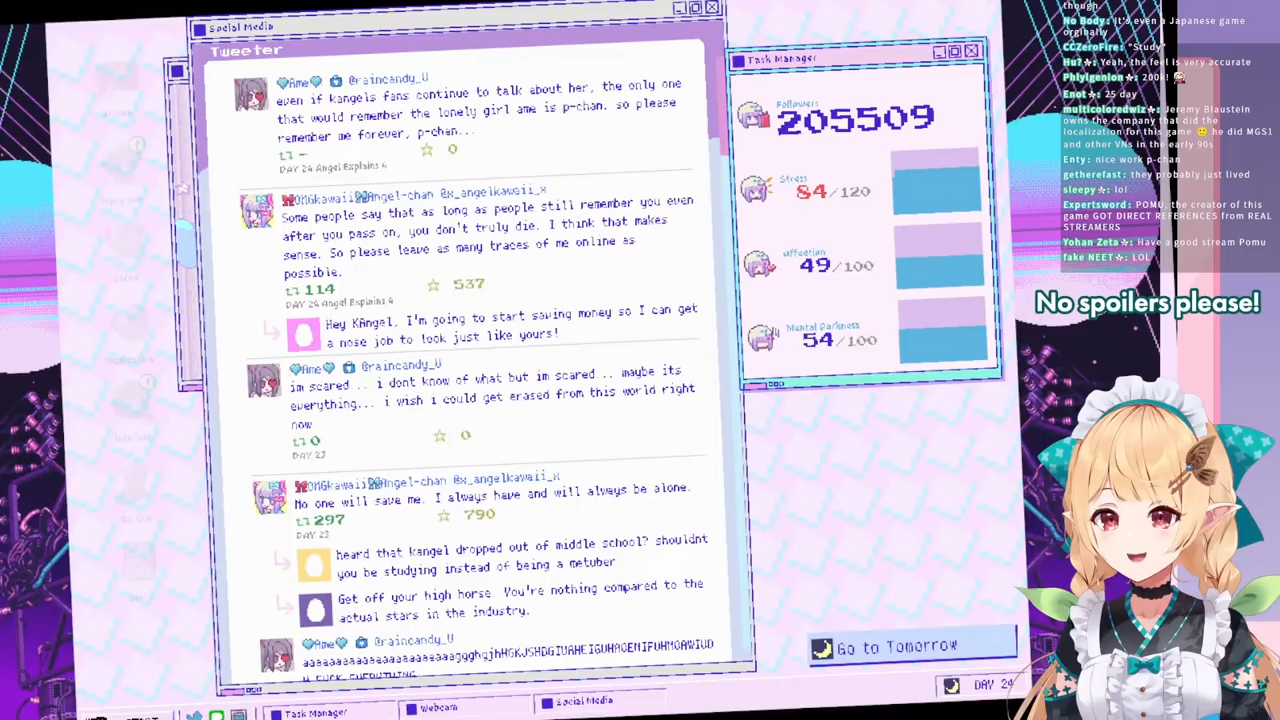 Social Media
Tweeter
Ame @raincandy_U
even if kangels fans continue to talk about her, the only one
that would remember the lonely girl ame is p-chan. so please
remember me forever, p-chan...
0
DAY 24 Angel Explains 4
OMGkawaii Angel-chan @x_angelkawaii_x
Some people say that as long as people still remember you even
after you pass on, you don't truly die. I think that makes
sense. So please leave as many traces of me online as
possible.
114 537
DAY 24 Angel Explains 4
Hey KAngel, I'm going to start saving money so I can get
a nose job to look just like yours!
Ame @raincandy_U
im scared... i dont know of what but im scared... maybe its
everything... i wish i could get erased from this world right
now
0 0
DAY 23
OMGkawaii Angel-chan @x_angelkawaii_x
No one will save me. I always have and will always be alone.
297 790
DAY 23
heard that kangel dropped out of middle school? shouldnt
you be studying instead of being a metuber
Get off your high horse. You're nothing compared to the
actual stars in the industry.
Ame @raincandy_U
Task Manager
Followers
205509
Stress
84/120
Affection
49/100
Mental Darkness
54/100
Go to Tomorrow
Task Manager
Webcam
Social Media
DAY 24
though
No Body: It's even a Japanese game
orginally
CCZeroFire: "Study"
Hu?: Yeah, the feel is very accurate
Phlyigenion: 200k!
Enot: 25 day
multicoloredwiz: Jeremy Blaustein
owns the company that did the
localization for this game he did MGS1
and other VNs in the early 90s
Enty: nice work p-chan
getherefast: they probably just lived
sleepy: lol
Expertsword: POMU, the creator of this
game GOT DIRECT REFERENCES from REAL
STREAMERS
Yohan Zeta: Have a good stream Pomu
fake NEET: LOL
No spoilers please!